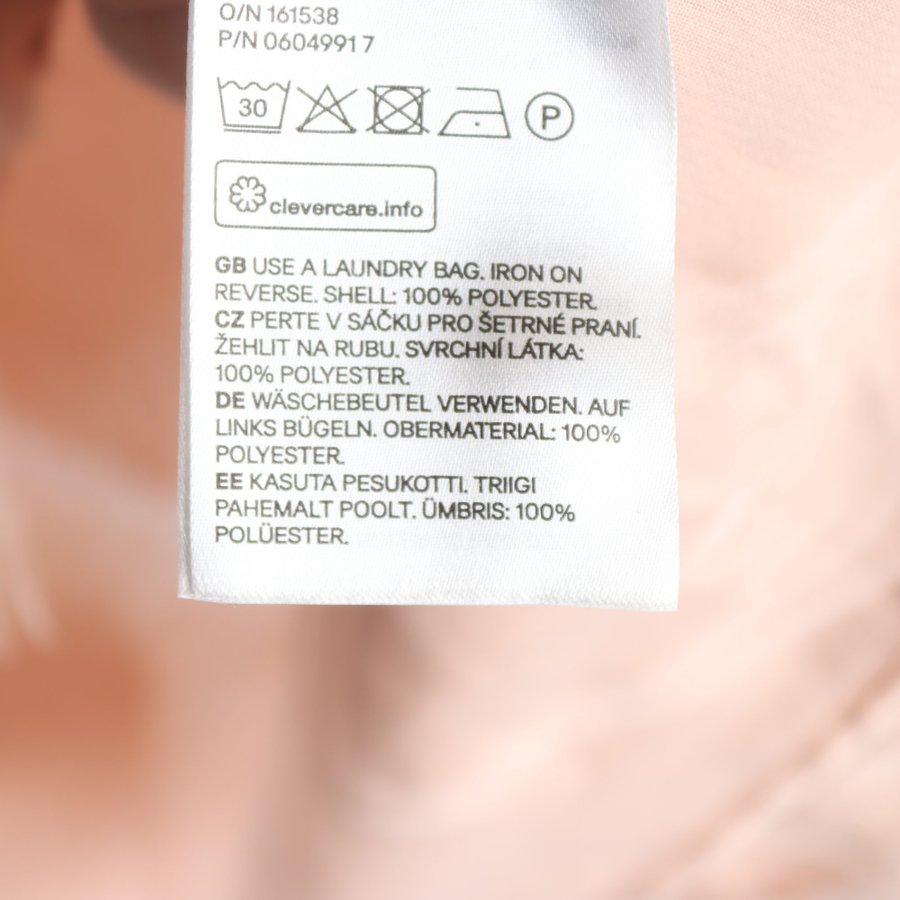 O/N 161538
P/N 06049917
30 P
clevercare.info
GB USE A LAUNDRY BAG. IRON ON
REVERSE. SHELL: 100% POLYESTER.
CZ PERTE V SÁČKU PRO ŠETRNÉ PRANÍ.
ŽEHLIT NA RUBU. SVRCHNÍ LÁTKA:
100% POLYESTER.
DE WÄSCHEBEUTEL VERWENDEN. AUF
LINKS BÜGELN. OBERMATERIAL: 100%
POLYESTER.
EE KASUTA PESUKOTTI. TRIIGI
PAHEMALT POOLT. ÜMBRIS: 100%
POLÜESTER.